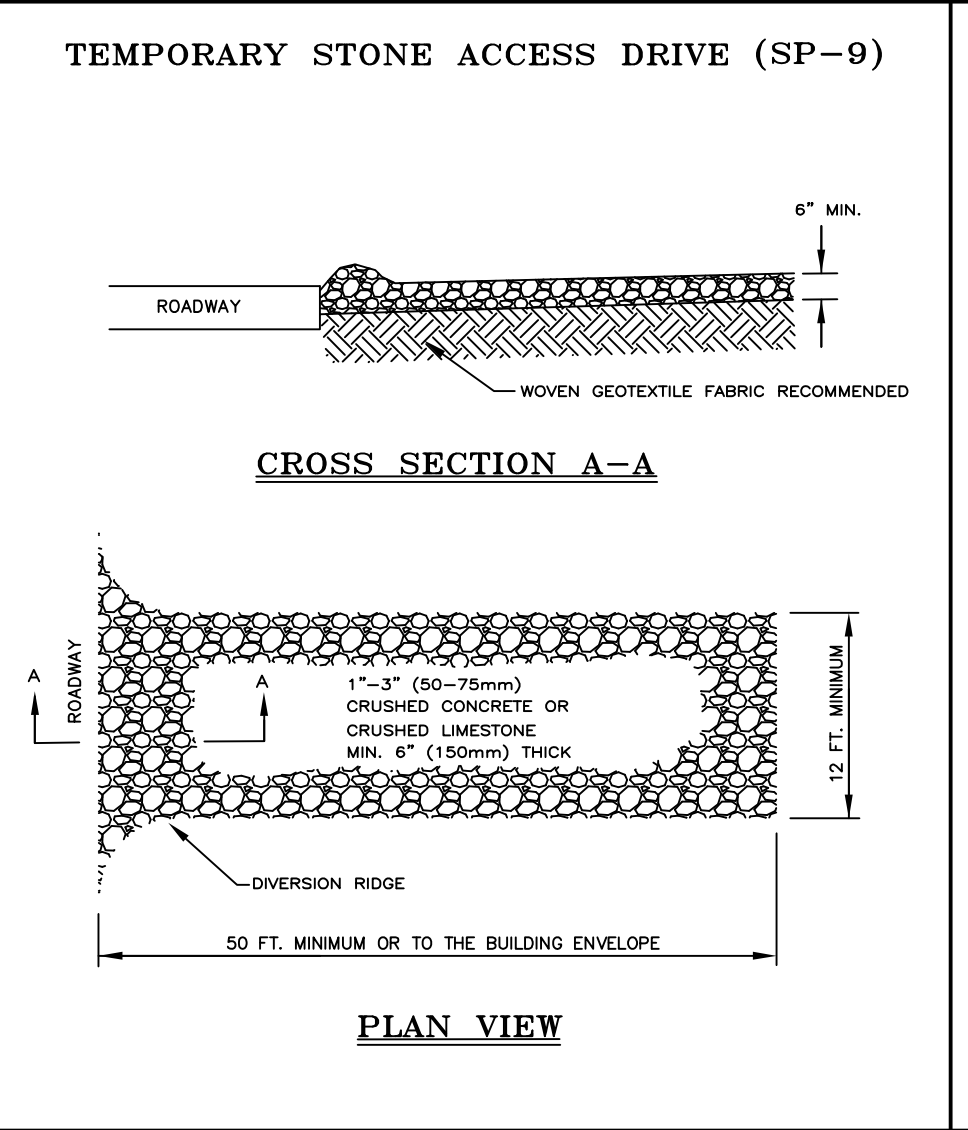 TEMPORARY STONE ACCESS DRIVE (SP-9)
6" MIN.
ROADWAY
WOVEN GEOTEXTILE FABRIC RECOMMENDED
CROSS SECTION A-A
A
ROADWAY
A
1"-3" (50-75mm)
CRUSHED CONCRETE OR
CRUSHED LIMESTONE
MIN. 6" (150mm) THICK
12 FT. MINIMUM
DIVERSION RIDGE
50 FT. MINIMUM OR TO THE BUILDING ENVELOPE
PLAN VIEW